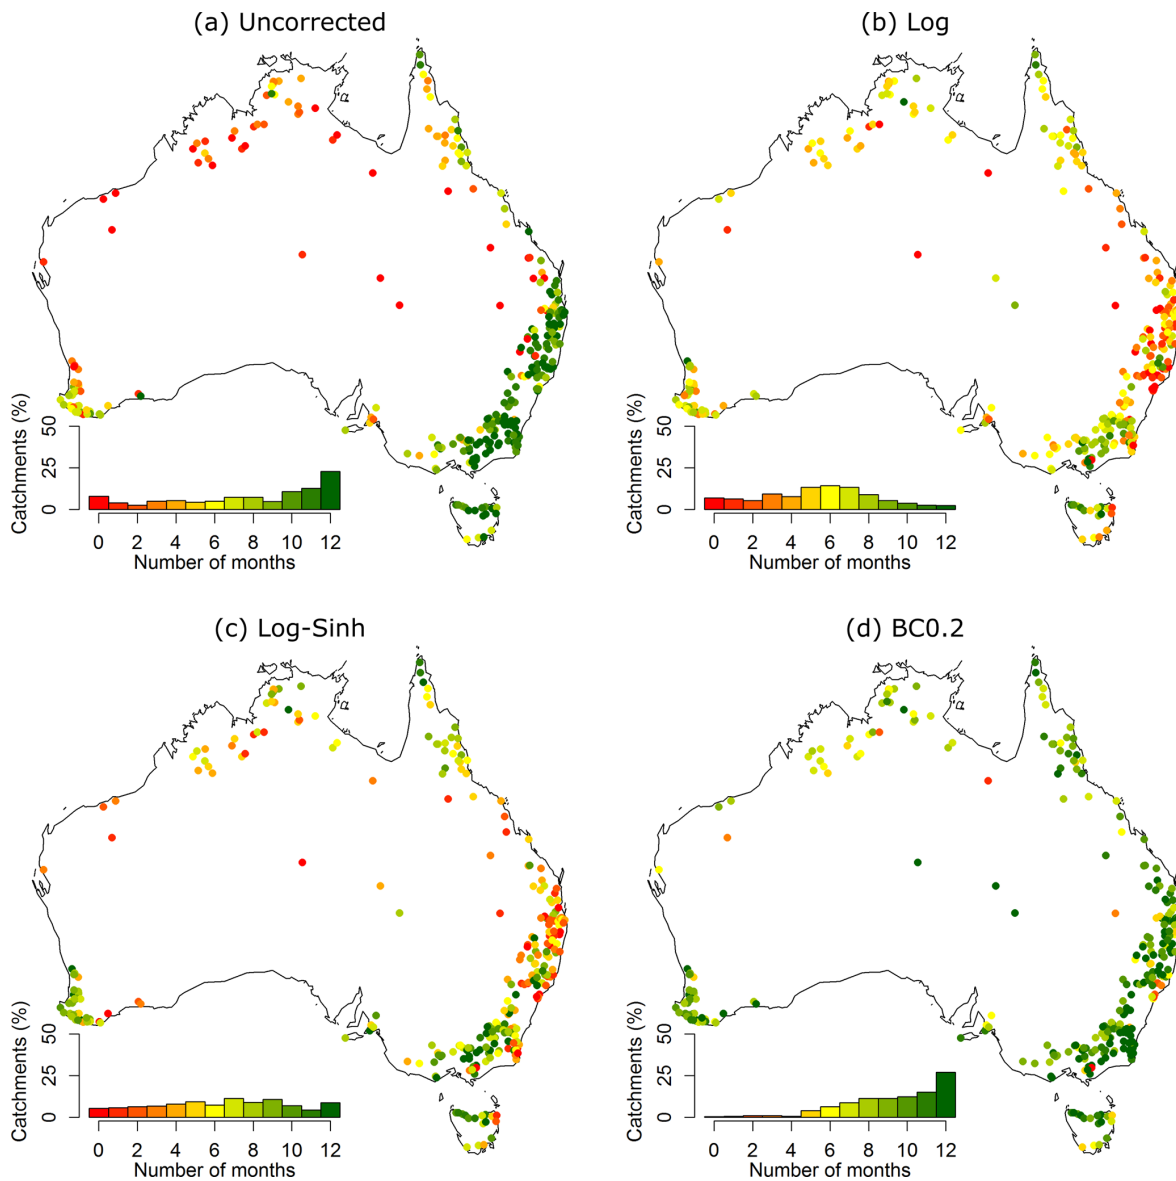 (a) Uncorrected
(b) Log
Catchments (%)
50
25
0
0 2 4 6 8 10 12
Number of months
Catchments (%)
50
25
0
0 2 4 6 8 10 12
Number of months
(c) Log-Sinh
(d) BC0.2
Catchments (%)
50
25
0
0 2 4 6 8 10 12
Number of months
Catchments (%)
50
25
0
0 2 4 6 8 10 12
Number of months